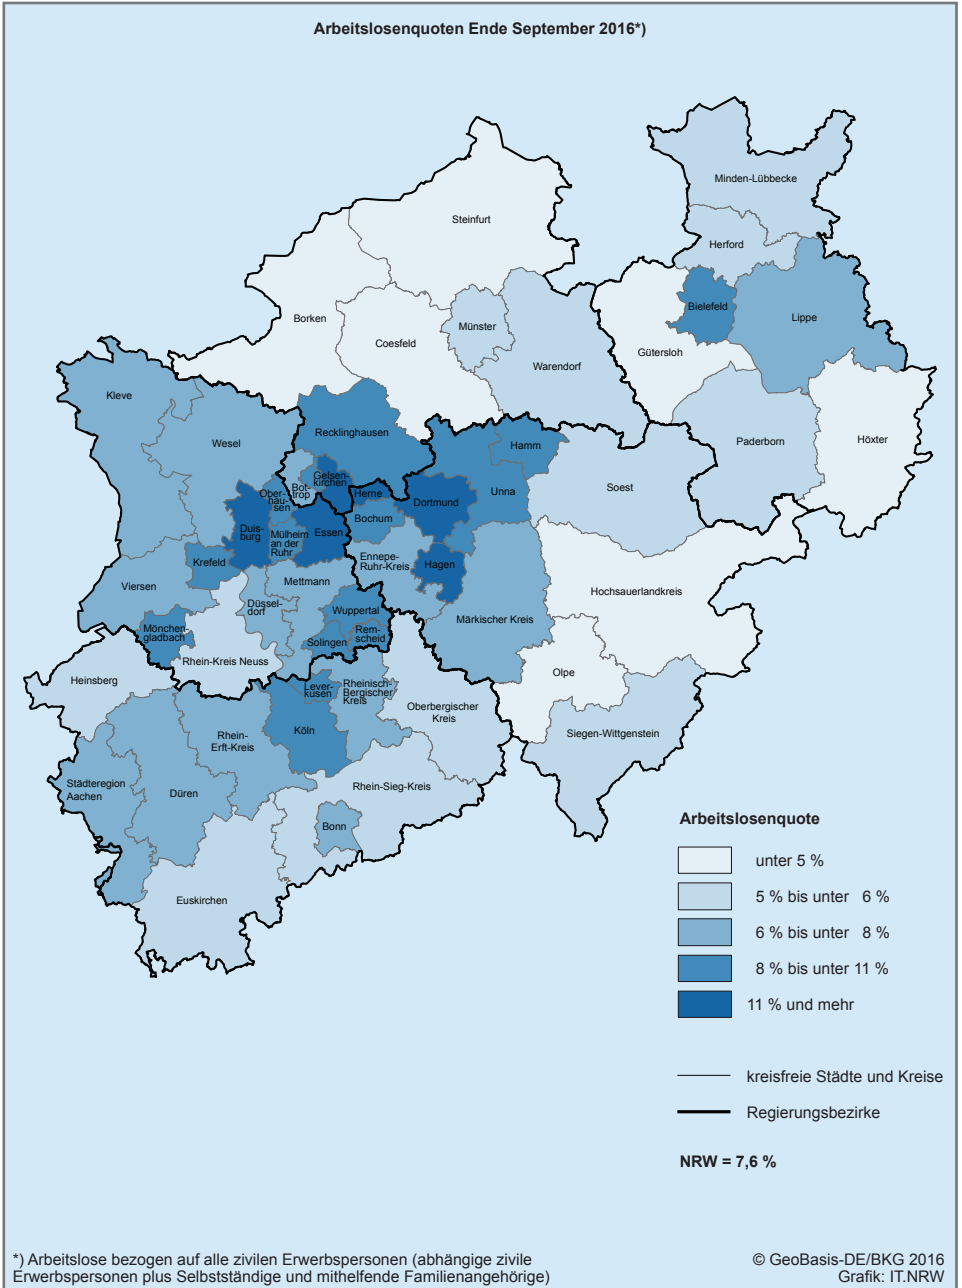 Arbeitslosenquoten Ende September 2016*)
Minden-Lübbecke
Steinfurt
Herford
Bielefeld
Lippe
Borken
Münster
Coesfeld
Gütersloh
Warendorf
Kleve
Recklinghausen
Wesel
Hamm
Paderborn
Höxter
Gelsen-
kirchen
Bot-
trop
Ober-
hau-
sen
Herne
Dortmund
Unna
Soest
Bochum
Duis-
burg
Mülheim
an der
Ruhr
Essen
Ennepe-
Ruhr-Kreis
Hagen
Krefeld
Viersen
Mettmann
Düssel-
dorf
Hochsauerlandkreis
Wuppertal
Märkischer Kreis
Mönchen-
gladbach
Rem-
scheid
Solingen
Rhein-Kreis Neuss
Heinsberg
Olpe
Lever-
kusen
Rheinisch-
Bergischer
Kreis
Oberbergischer
Kreis
Köln
Rhein-
Erft-Kreis
Siegen-Wittgenstein
Städteregion
Aachen
Düren
Rhein-Sieg-Kreis
Bonn
Euskirchen
Arbeitslosenquote
unter 5 %
5 % bis unter 6 %
6 % bis unter 8 %
8 % bis unter 11 %
11 % und mehr
kreisfreie Städte und Kreise
Regierungsbezirke
NRW = 7,6 %
*) Arbeitslose bezogen auf alle zivilen Erwerbspersonen (abhängige zivile
Erwerbspersonen plus Selbstständige und mithelfende Familienangehörige)
© GeoBasis-DE/BKG 2016
Grafik: IT.NRW